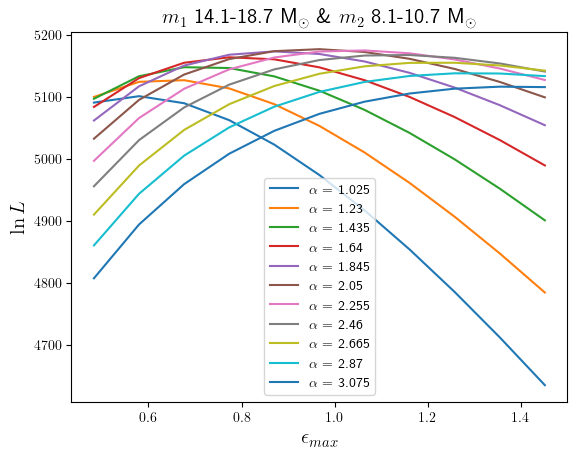 m₁ 14.1-18.7 M☉ & m₂ 8.1-10.7 M☉
5200
5100
5000
4900
4800
4700
ln L
α = 1.025
α = 1.23
α = 1.435
α = 1.64
α = 1.845
α = 2.05
α = 2.255
α = 2.46
α = 2.665
α = 2.87
α = 3.075
0.6 0.8 1.0 1.2 1.4
ϵmax